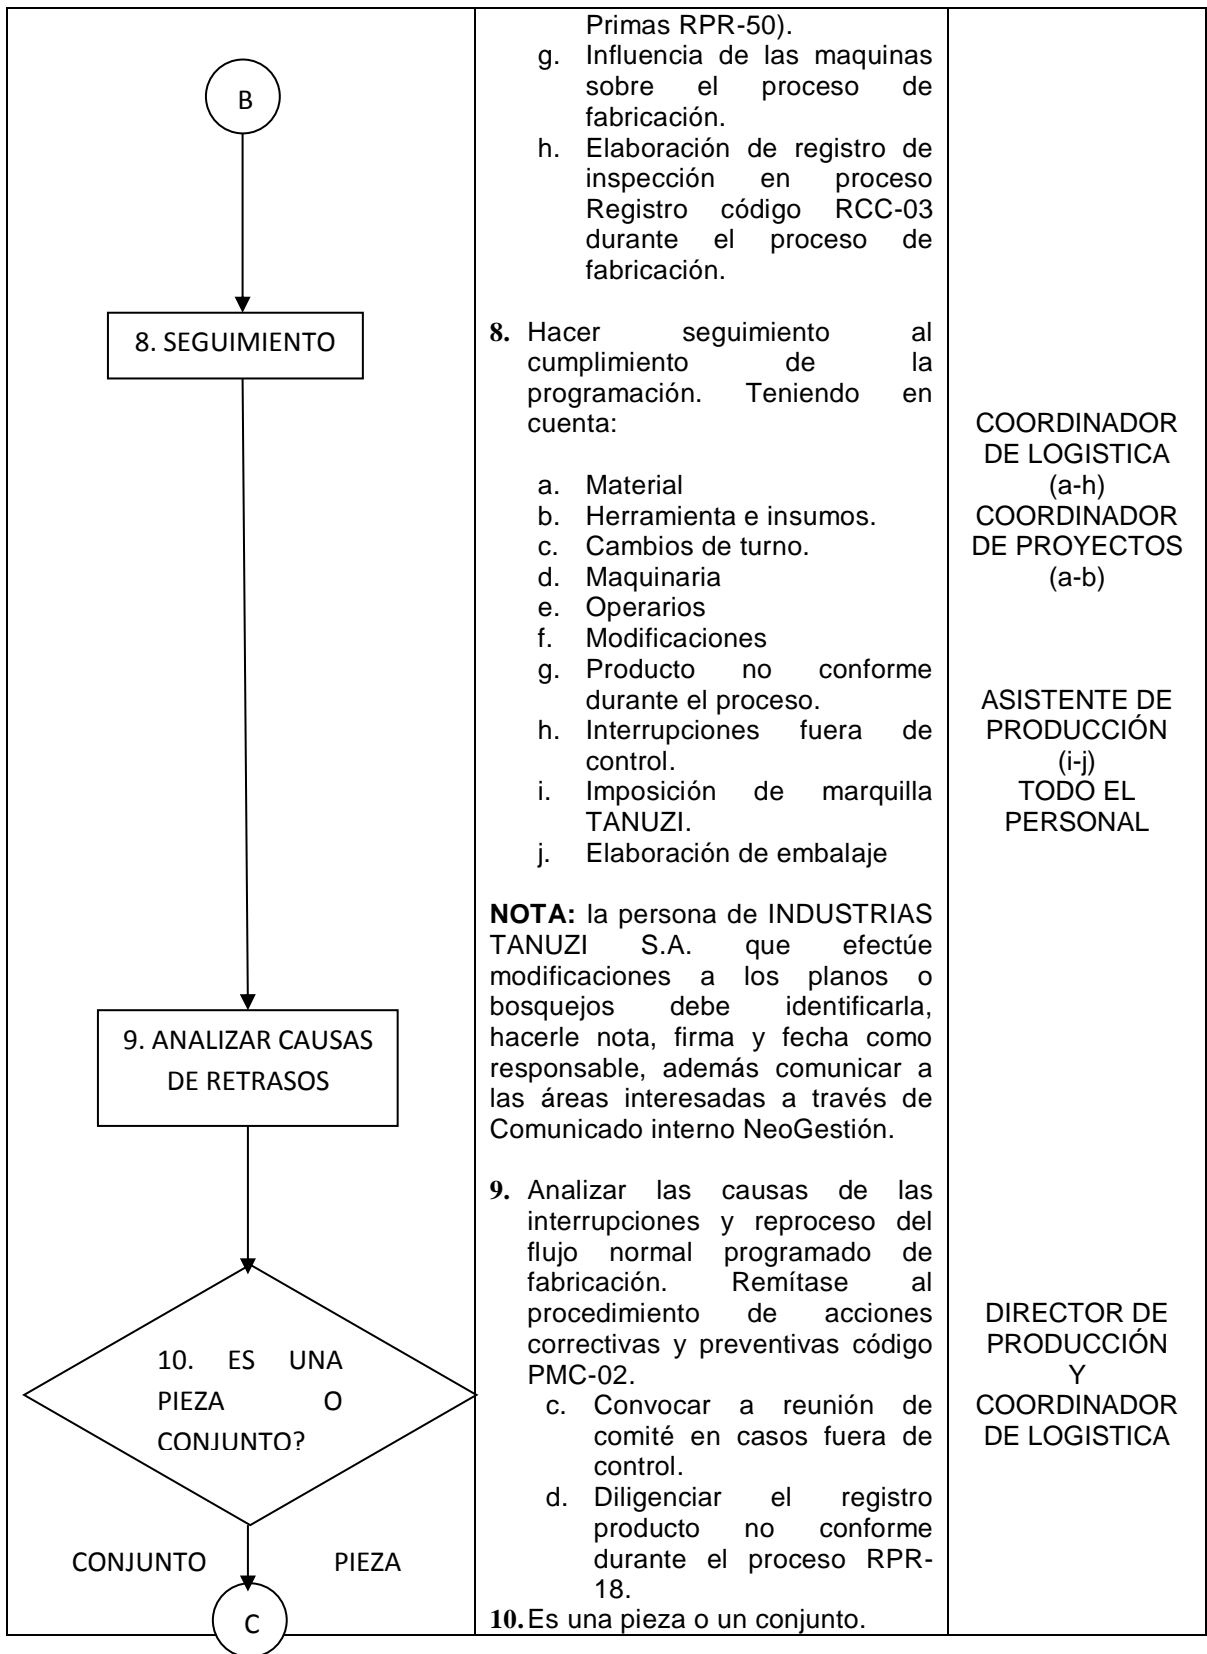 B
8. SEGUIMIENTO
9. ANALIZAR CAUSAS
DE RETRASOS
10. ES UNA
PIEZA O
CONJUNTO?
CONJUNTO PIEZA
C
Primas RPR-50).
g. Influencia de las maquinas
sobre el proceso de
fabricación.
h. Elaboración de registro de
inspección en proceso
Registro código RCC-03
durante el proceso de
fabricación.
8. Hacer seguimiento al
cumplimiento de la
programación. Teniendo en
cuenta:
a. Material
b. Herramienta e insumos.
c. Cambios de turno.
d. Maquinaria
e. Operarios
f. Modificaciones
g. Producto no conforme
durante el proceso.
h. Interrupciones fuera de
control.
i. Imposición de marquilla
TANUZI.
j. Elaboración de embalaje
NOTA: la persona de INDUSTRIAS
TANUZI S.A. que efectúe
modificaciones a los planos o
bosquejos debe identificarla,
hacerle nota, firma y fecha como
responsable, además comunicar a
las áreas interesadas a través de
Comunicado interno NeoGestión.
9. Analizar las causas de las
interrupciones y reproceso del
flujo normal programado de
fabricación. Remítase al
procedimiento de acciones
correctivas y preventivas código
PMC-02.
c. Convocar a reunión de
comité en casos fuera de
control.
d. Diligenciar el registro
producto no conforme
durante el proceso RPR-
18.
10. Es una pieza o un conjunto.
COORDINADOR
DE LOGISTICA
(a-h)
COORDINADOR
DE PROYECTOS
(a-b)
ASISTENTE DE
PRODUCCIÓN
(i-j)
TODO EL
PERSONAL
DIRECTOR DE
PRODUCCIÓN
Y
COORDINADOR
DE LOGISTICA